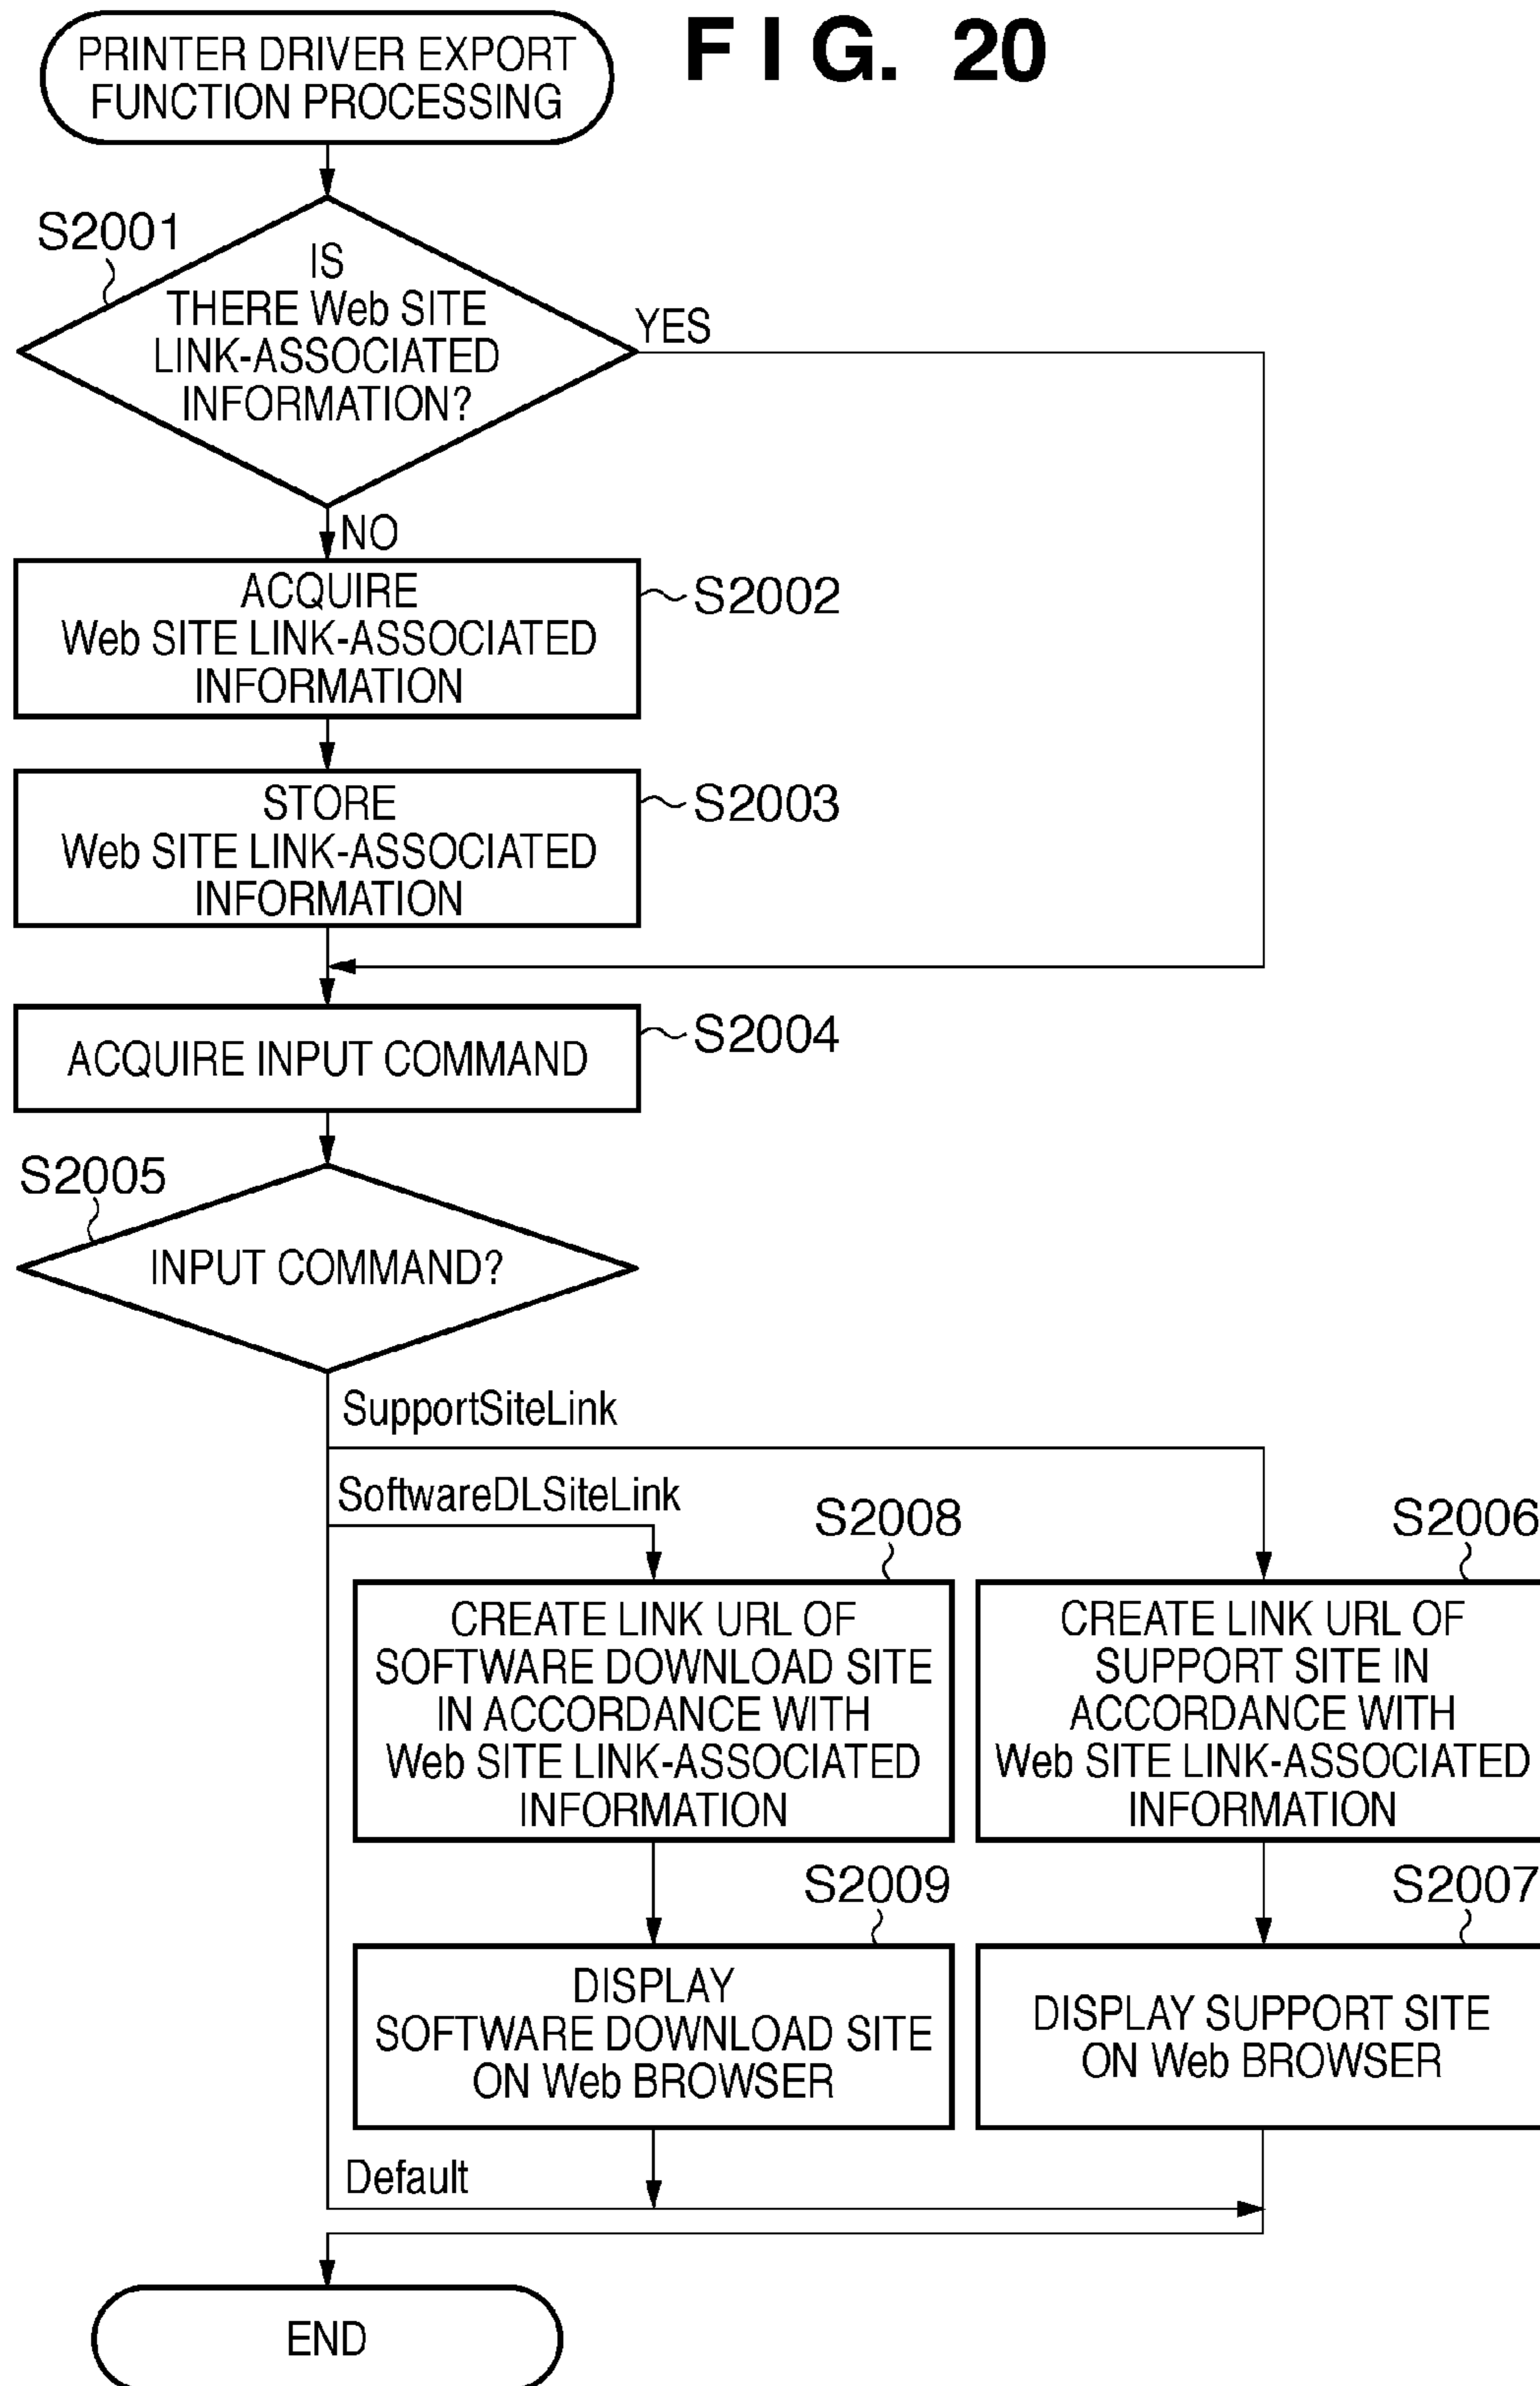 FIG. 20
PRINTER DRIVER EXPORT
FUNCTION PROCESSING
S2001
IS
THERE Web SITE
LINK-ASSOCIATED
INFORMATION?
YES
NO
ACQUIRE
Web SITE LINK-ASSOCIATED
INFORMATION
S2002
STORE
Web SITE LINK-ASSOCIATED
INFORMATION
S2003
ACQUIRE INPUT COMMAND
S2004
S2005
INPUT COMMAND?
SupportSiteLink
SoftwareDLSiteLink
S2008
CREATE LINK URL OF
SOFTWARE DOWNLOAD SITE
IN ACCORDANCE WITH
Web SITE LINK-ASSOCIATED
INFORMATION
S2006
CREATE LINK URL OF
SUPPORT SITE IN
ACCORDANCE WITH
Web SITE LINK-ASSOCIATED
INFORMATION
S2009
DISPLAY
SOFTWARE DOWNLOAD SITE
ON Web BROWSER
S2007
DISPLAY SUPPORT SITE
ON Web BROWSER
Default
END